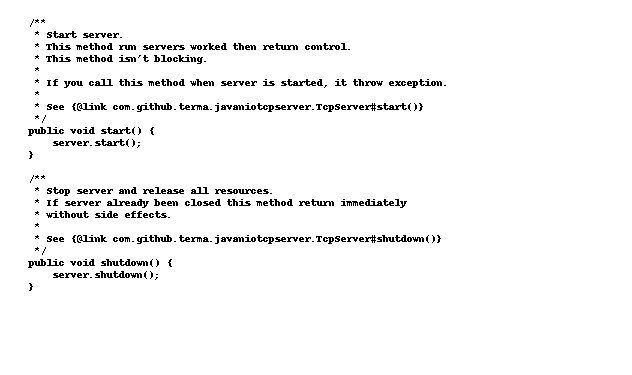 /**
 * Start server.
 * This method run servers worked then return control.
 * This method isn't blocking.
 *
 * If you call this method when server is started, it throw exception.
 *
 * See {@link com.github.terma.javaniotcpserver.TcpServer#start()}
 */
public void start() {
    server.start();
}

/**
 * Stop server and release all resources.
 * If server already been closed this method return immediately
 * without side effects.
 *
 * See {@link com.github.terma.javaniotcpserver.TcpServer#shutdown()}
 */
public void shutdown() {
    server.shutdown();
}